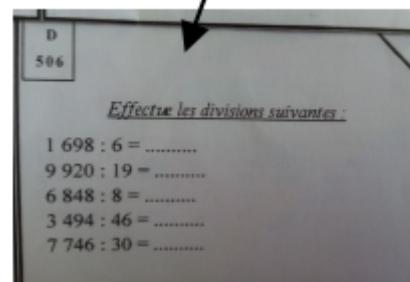 D
506
Effectue les divisions suivantes :
1 698 : 6 = ..........
9 920 : 19 = ..........
6 848 : 8 = ..........
3 494 : 46 = ..........
7 746 : 30 = ..........